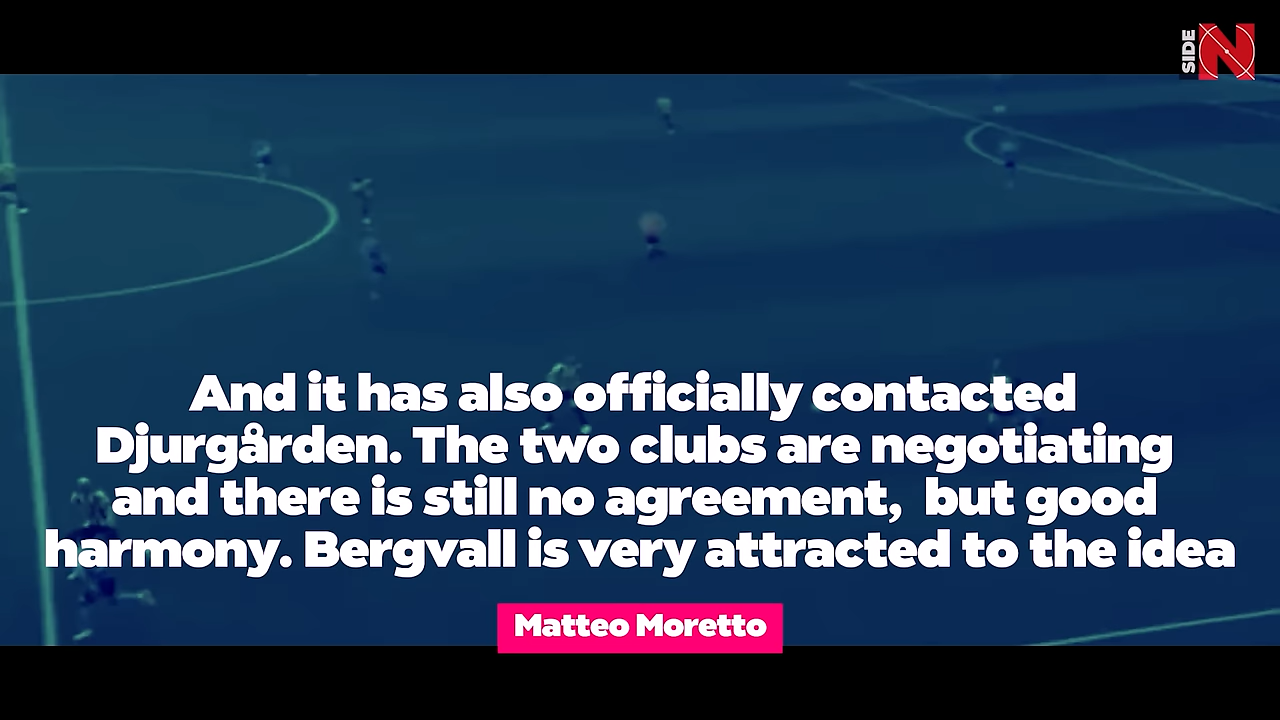 SIDE N
And it has also officially contacted
Djurgården. The two clubs are negotiating
and there is still no agreement,  but good
harmony. Bergvall is very attracted to the idea
Matteo Moretto